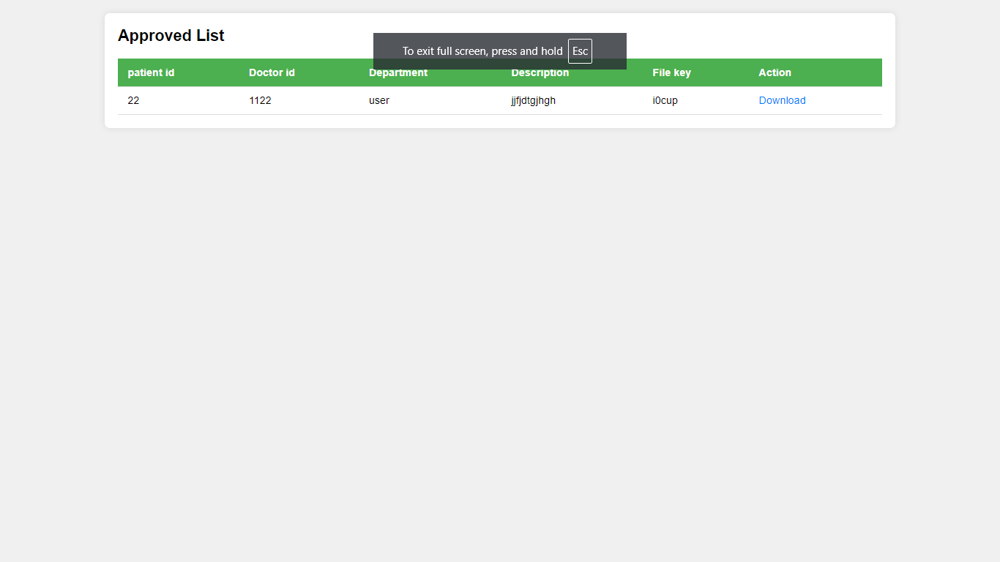 Approved List
To exit full screen, press and hold Esc
patient id Doctor id Department Description File key Action
22 1122 user jjfjdtgjhgh i0cup Download